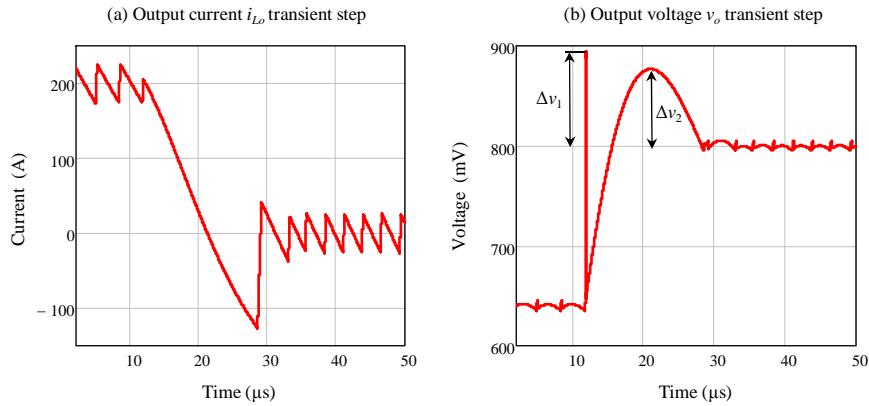 (a) Output current iLo transient step
200
100
0
− 100
Current (A)
10
20
30
40
50
Time (µs)
(b) Output voltage vo transient step
900
800
700
600
Voltage (mV)
Δv1
Δv2
10
20
30
40
50
Time (µs)